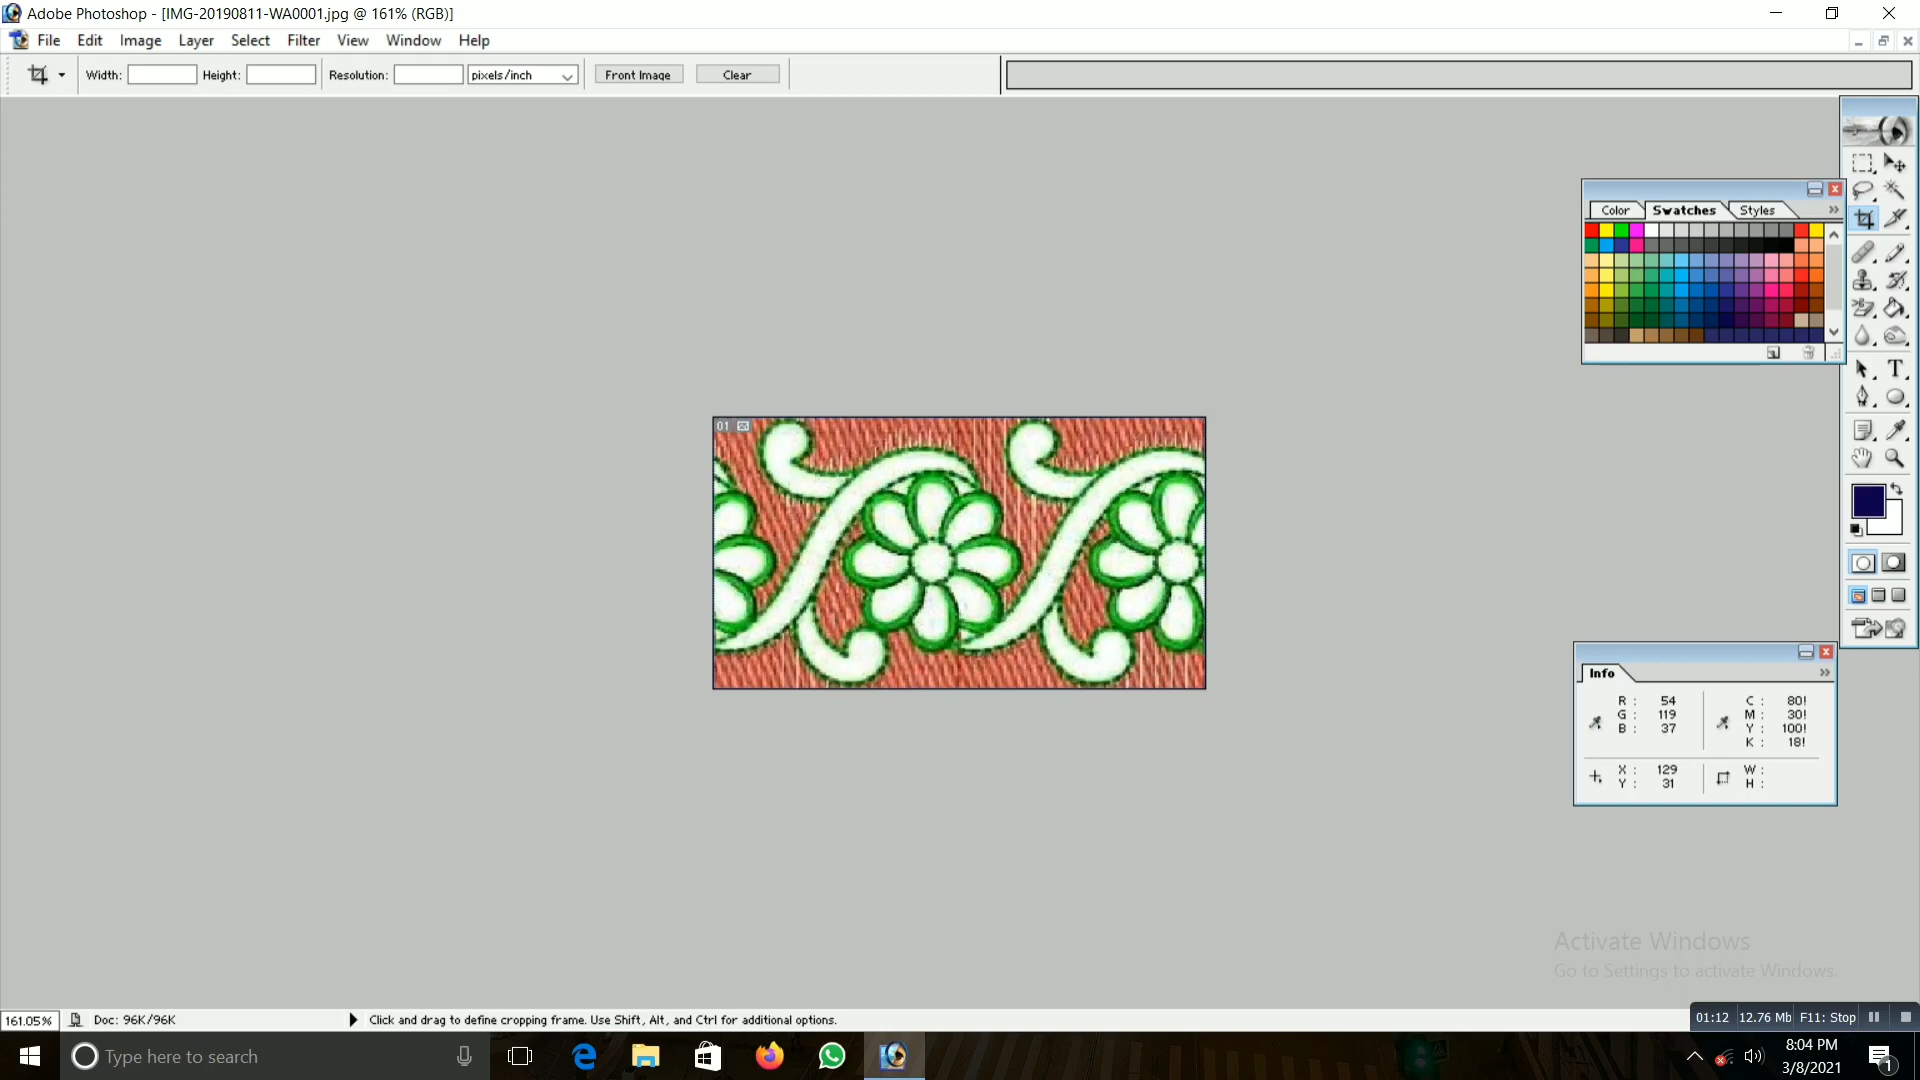 Adobe Photoshop - [IMG-20190811-WA0001.jpg @ 161% (RGB)]
File Edit Image Layer Select Filter View Window Help
Width: Height: Resolution: pixels/inch Front Image Clear
Color Swatches Styles
01
T
Info
R: 54 C: 80!
G: 119 M: 30!
B: 37 Y: 100!
K: 18!
X: 129 W:
Y: 31 H:
Activate Windows
Go to Settings to activate Windows.
161.05% Doc: 96K/96K Click and drag to define cropping frame. Use Shift, Alt, and Ctrl for additional options.
01:12 12.76 Mb F11: Stop
Type here to search
8:04 PM
3/8/2021
1